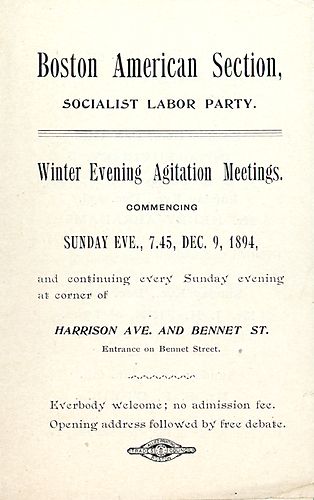 Boston American Section,
SOCIALIST LABOR PARTY.
Winter Evening Agitation Meetings.
COMMENCING
SUNDAY EVE., 7.45, DEC. 9, 1894,
and continuing every Sunday evening
at corner of
HARRISON AVE. AND BENNET ST.
Entrance on Bennet Street.
Everbody welcome; no admission fee.
Opening address followed by free debate.
TRADES COUNCIL